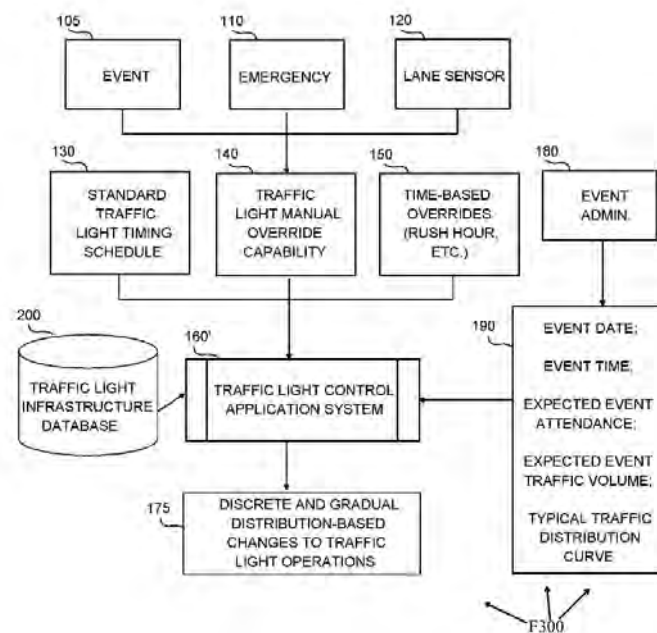 105
EVENT
110
EMERGENCY
120
LANE SENSOR
130
STANDARD
TRAFFIC
LIGHT TIMING
SCHEDULE
140
TRAFFIC
LIGHT MANUAL
OVERRIDE
CAPABILITY
150
TIME-BASED
OVERRIDES
(RUSH HOUR,
ETC.)
180
EVENT
ADMIN.
200
TRAFFIC LIGHT
INFRASTRUCTURE
DATABASE
160'
TRAFFIC LIGHT CONTROL
APPLICATION SYSTEM
190
EVENT DATE;
EVENT TIME;
EXPECTED EVENT
ATTENDANCE;
EXPECTED EVENT
TRAFFIC VOLUME;
TYPICAL TRAFFIC
DISTRIBUTION
CURVE
175
DISCRETE AND GRADUAL
DISTRIBUTION-BASED
CHANGES TO TRAFFIC
LIGHT OPERATIONS
F300